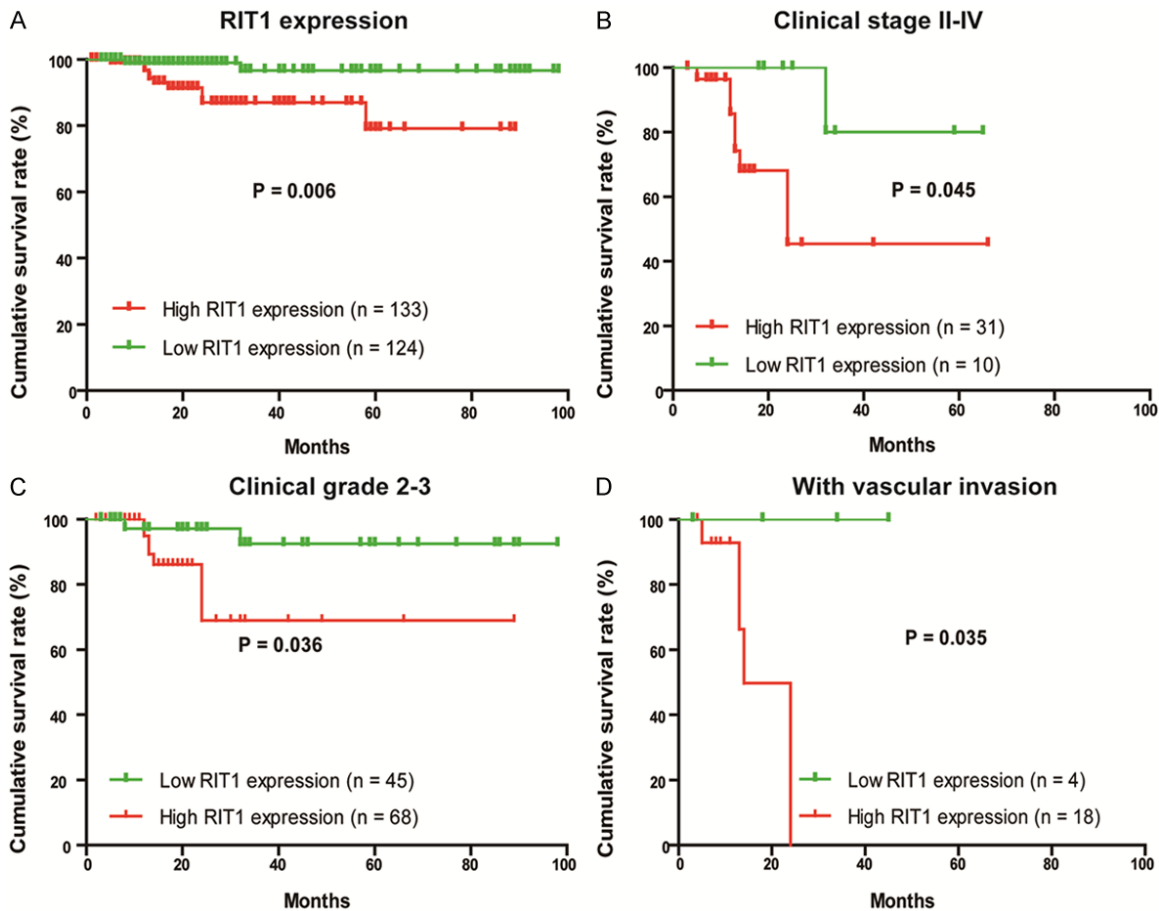 A
RIT1 expression
Cumulative survival rate (%)
100
80
60
40
20
0
P = 0.006
High RIT1 expression (n = 133)
Low RIT1 expression (n = 124)
0 20 40 60 80 100
Months
B
Clinical stage II-IV
Cumulative survival rate (%)
100
80
60
40
20
0
P = 0.045
High RIT1 expression (n = 31)
Low RIT1 expression (n = 10)
0 20 40 60 80 100
Months
C
Clinical grade 2-3
Cumulative survival rate (%)
100
80
60
40
20
0
P = 0.036
Low RIT1 expression (n = 45)
High RIT1 expression (n = 68)
0 20 40 60 80 100
Months
D
With vascular invasion
Cumulative survival rate (%)
100
80
60
40
20
0
P = 0.035
Low RIT1 expression (n = 4)
High RIT1 expression (n = 18)
0 20 40 60 80 100
Months